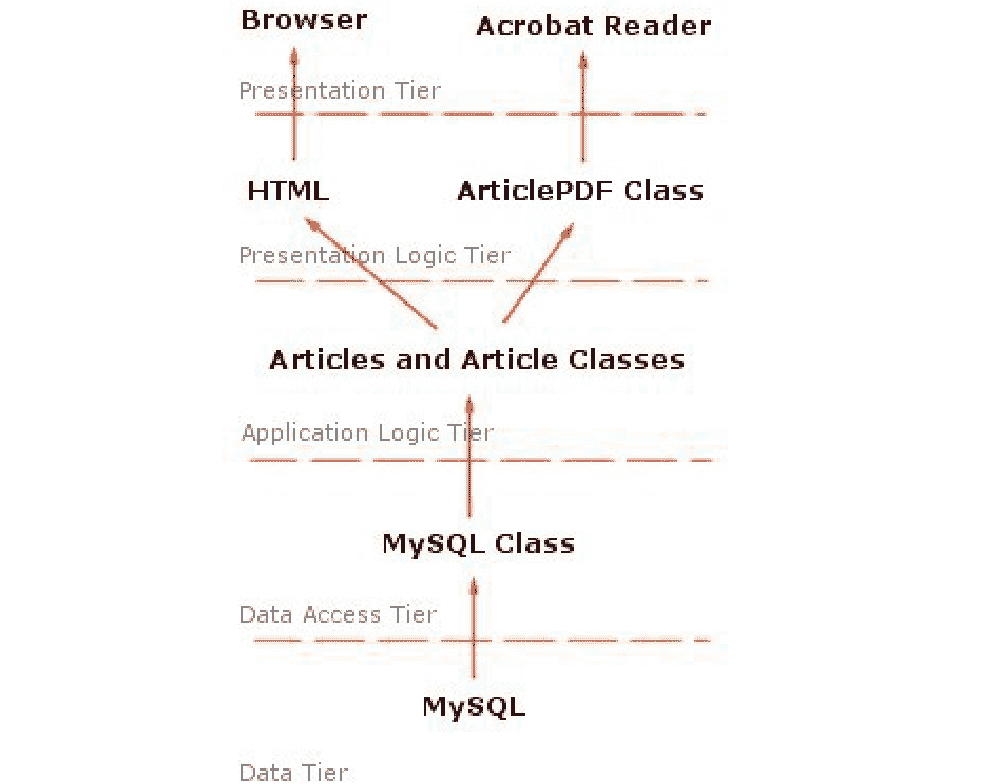 Browser
Acrobat Reader
Presentation Tier
HTML
ArticlePDF Class
Presentation Logic Tier
Articles and Article Classes
Application Logic Tier
MySQL Class
Data Access Tier
MySQL
Data Tier